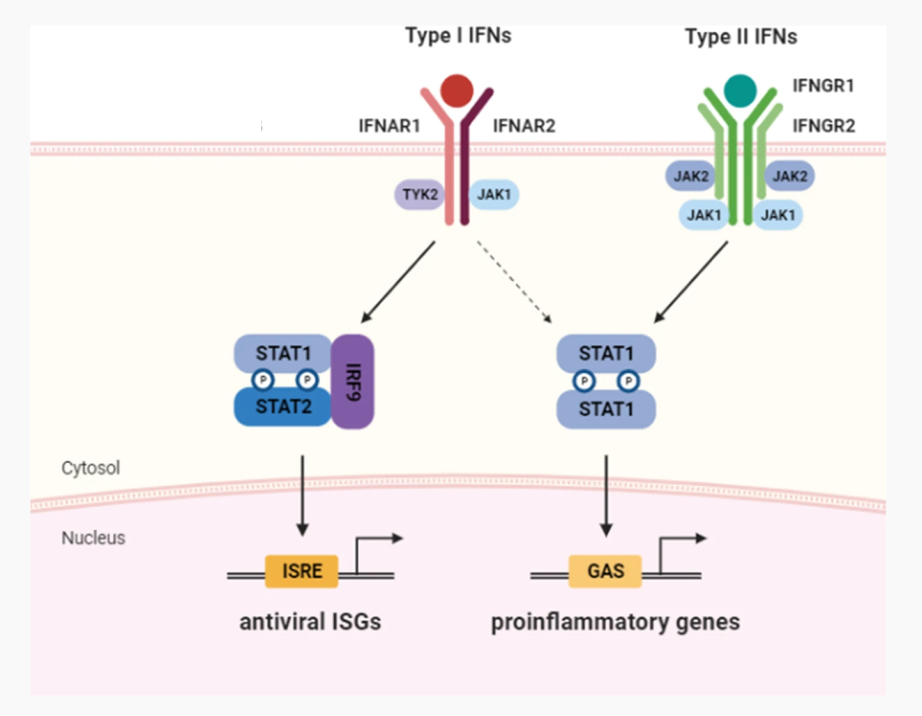 Type I IFNs
Type II IFNs
IFNGR1
IFNAR1
IFNAR2
IFNGR2
JAK2
JAK2
TYK2
JAK1
JAK1
JAK1
STAT1
P
P
STAT2
IRF9
STAT1
P
P
STAT1
Cytosol
Nucleus
ISRE
GAS
antiviral ISGs
proinflammatory genes